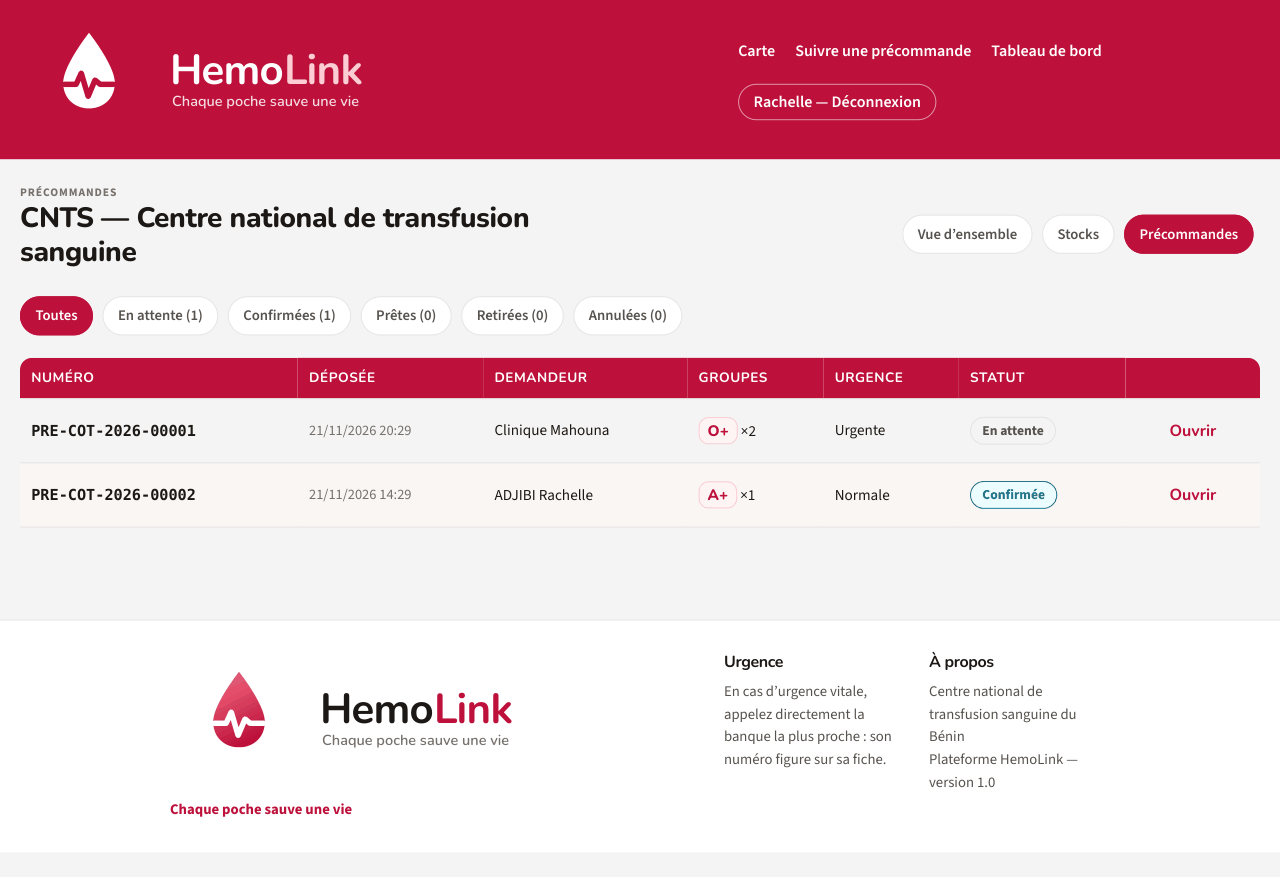 HemoLink
Chaque poche sauve une vie
Carte Suivre une précommande Tableau de bord
Rachelle — Déconnexion
PRÉCOMMANDES
CNTS — Centre national de transfusion
sanguine
Vue d’ensemble Stocks Précommandes
Toutes En attente (1) Confirmées (1) Prêtes (0) Retirées (0) Annulées (0)
NUMÉRO DÉPOSÉE DEMANDEUR GROUPES URGENCE STATUT
PRE-COT-2026-00001 21/11/2026 20:29 Clinique Mahouna O+ ×2 Urgente En attente Ouvrir
PRE-COT-2026-00002 21/11/2026 14:29 ADJIBI Rachelle A+ ×1 Normale Confirmée Ouvrir
HemoLink
Chaque poche sauve une vie
Chaque poche sauve une vie
Urgence
En cas d’urgence vitale,
appelez directement la
banque la plus proche : son
numéro figure sur sa fiche.
À propos
Centre national de
transfusion sanguine du
Bénin
Plateforme HemoLink —
version 1.0